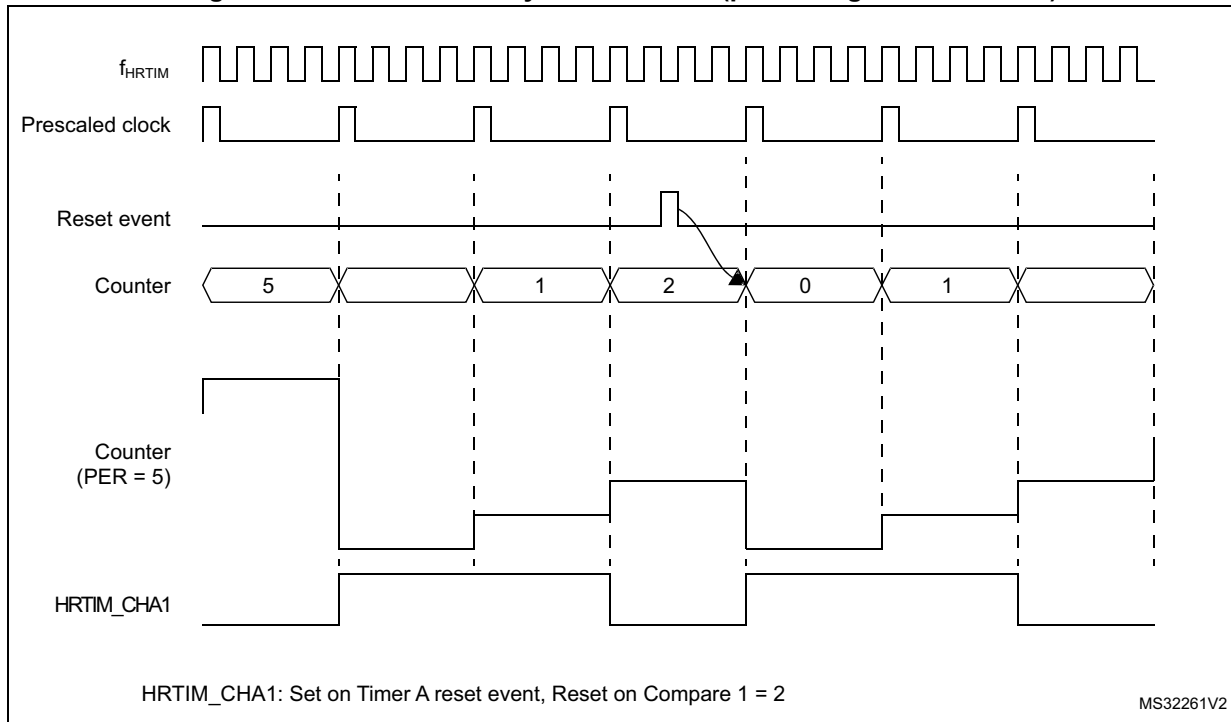 f HRTIM
Prescaled clock
Reset event
Counter
5
1
2
0
1
Counter
(PER = 5)
HRTIM_CHA1
HRTIM_CHA1: Set on Timer A reset event, Reset on Compare 1 = 2
MS32261V2